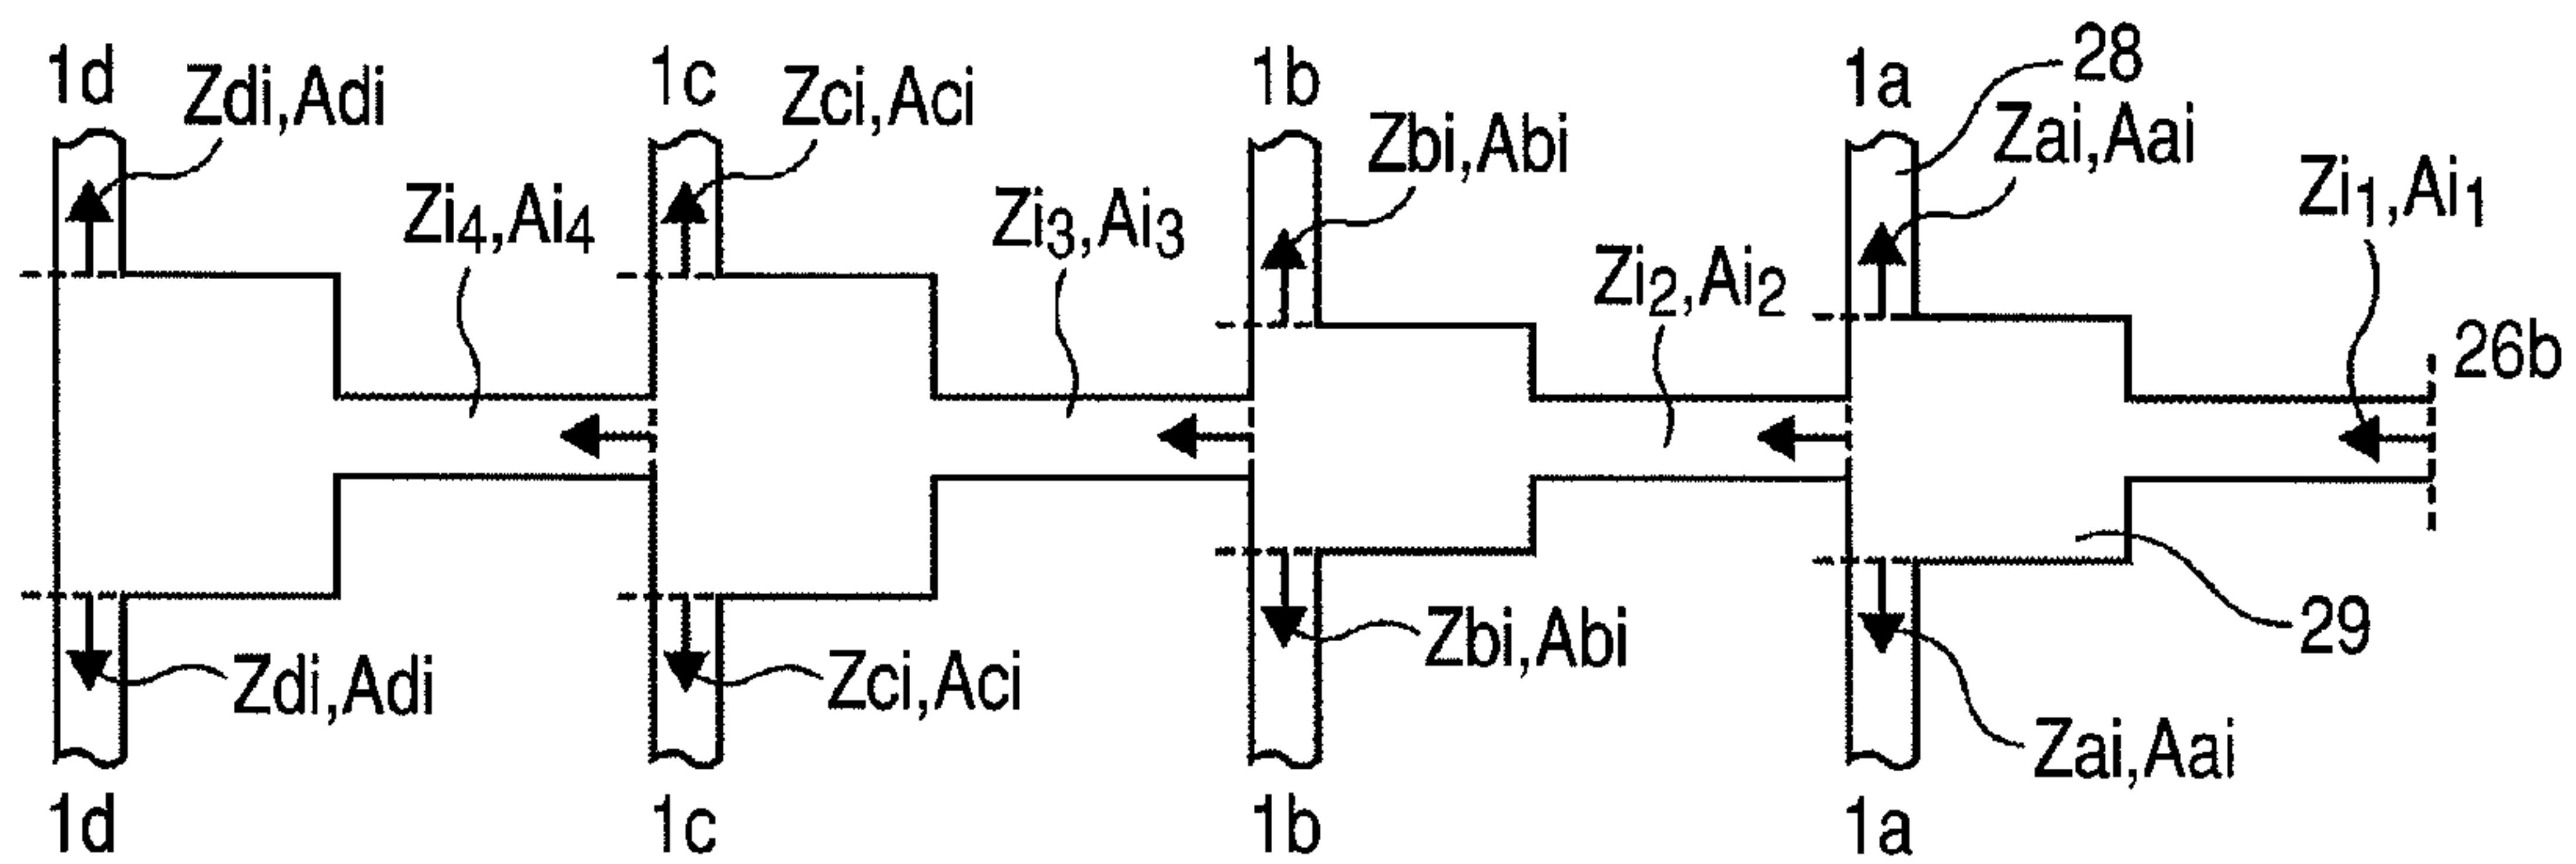 1d
1c
1b
1a
28
Zdi,Adi
Zci,Aci
Zbi,Abi
Zai,Aai
Zi4,Ai4
Zi3,Ai3
Zi2,Ai2
Zi1,Ai1
26b
29
Zdi,Adi
Zci,Aci
Zbi,Abi
Zai,Aai
1d
1c
1b
1a